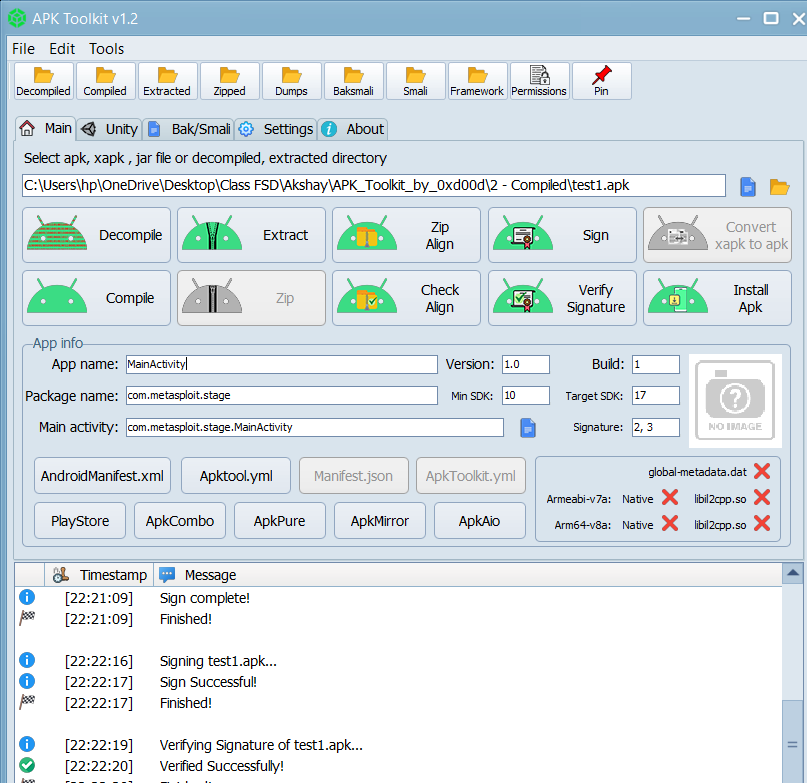 APK Toolkit v1.2
File Edit Tools
Decompiled Compiled Extracted Zipped Dumps Baksmali Smali Framework Permissions Pin
Main Unity Bak/Smali Settings About
Select apk, xapk , jar file or decompiled, extracted directory
C:\Users\hp\OneDrive\Desktop\Class FSD\Akshay\APK_Toolkit_by_0xd00d\2 - Compiled\test1.apk
Decompile Extract Zip Align Sign Convert xapk to apk
Compile Zip Check Align Verify Signature Install Apk
App info
App name: MainActivity Version: 1.0 Build: 1
Package name: com.metasploit.stage Min SDK: 10 Target SDK: 17
Main activity: com.metasploit.stage.MainActivity Signature: 2, 3
NO IMAGE
AndroidManifest.xml Apktool.yml Manifest.json ApkToolkit.yml
global-metadata.dat
Armeabi-v7a: Native libil2cpp.so
Arm64-v8a: Native libil2cpp.so
PlayStore ApkCombo ApkPure ApkMirror ApkAio
Timestamp Message
[22:21:09] Sign complete!
[22:21:09] Finished!
[22:22:16] Signing test1.apk...
[22:22:17] Sign Successful!
[22:22:17] Finished!
[22:22:19] Verifying Signature of test1.apk...
[22:22:20] Verified Successfully!